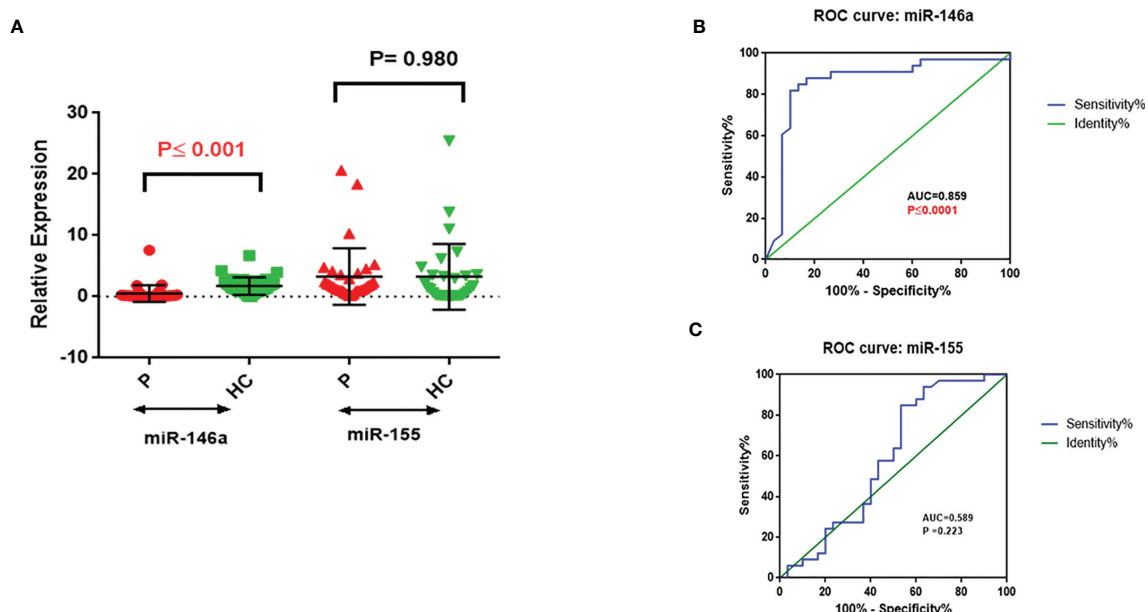 A
P= 0.980
P≤ 0.001
Relative Expression
30
20
10
0
-10
P
HC
P
HC
miR-146a
miR-155
B
ROC curve: miR-146a
Sensitivity%
100
80
60
40
20
0
0 20 40 60 80 100
100% - Specificity%
AUC=0.859
P≤0.0001
Sensitivity%
Identity%
C
ROC curve: miR-155
Sensitivity%
100
80
60
40
20
0
0 20 40 60 80 100
100% - Specificity%
AUC=0.589
P =0.223
Sensitivity%
Identity%